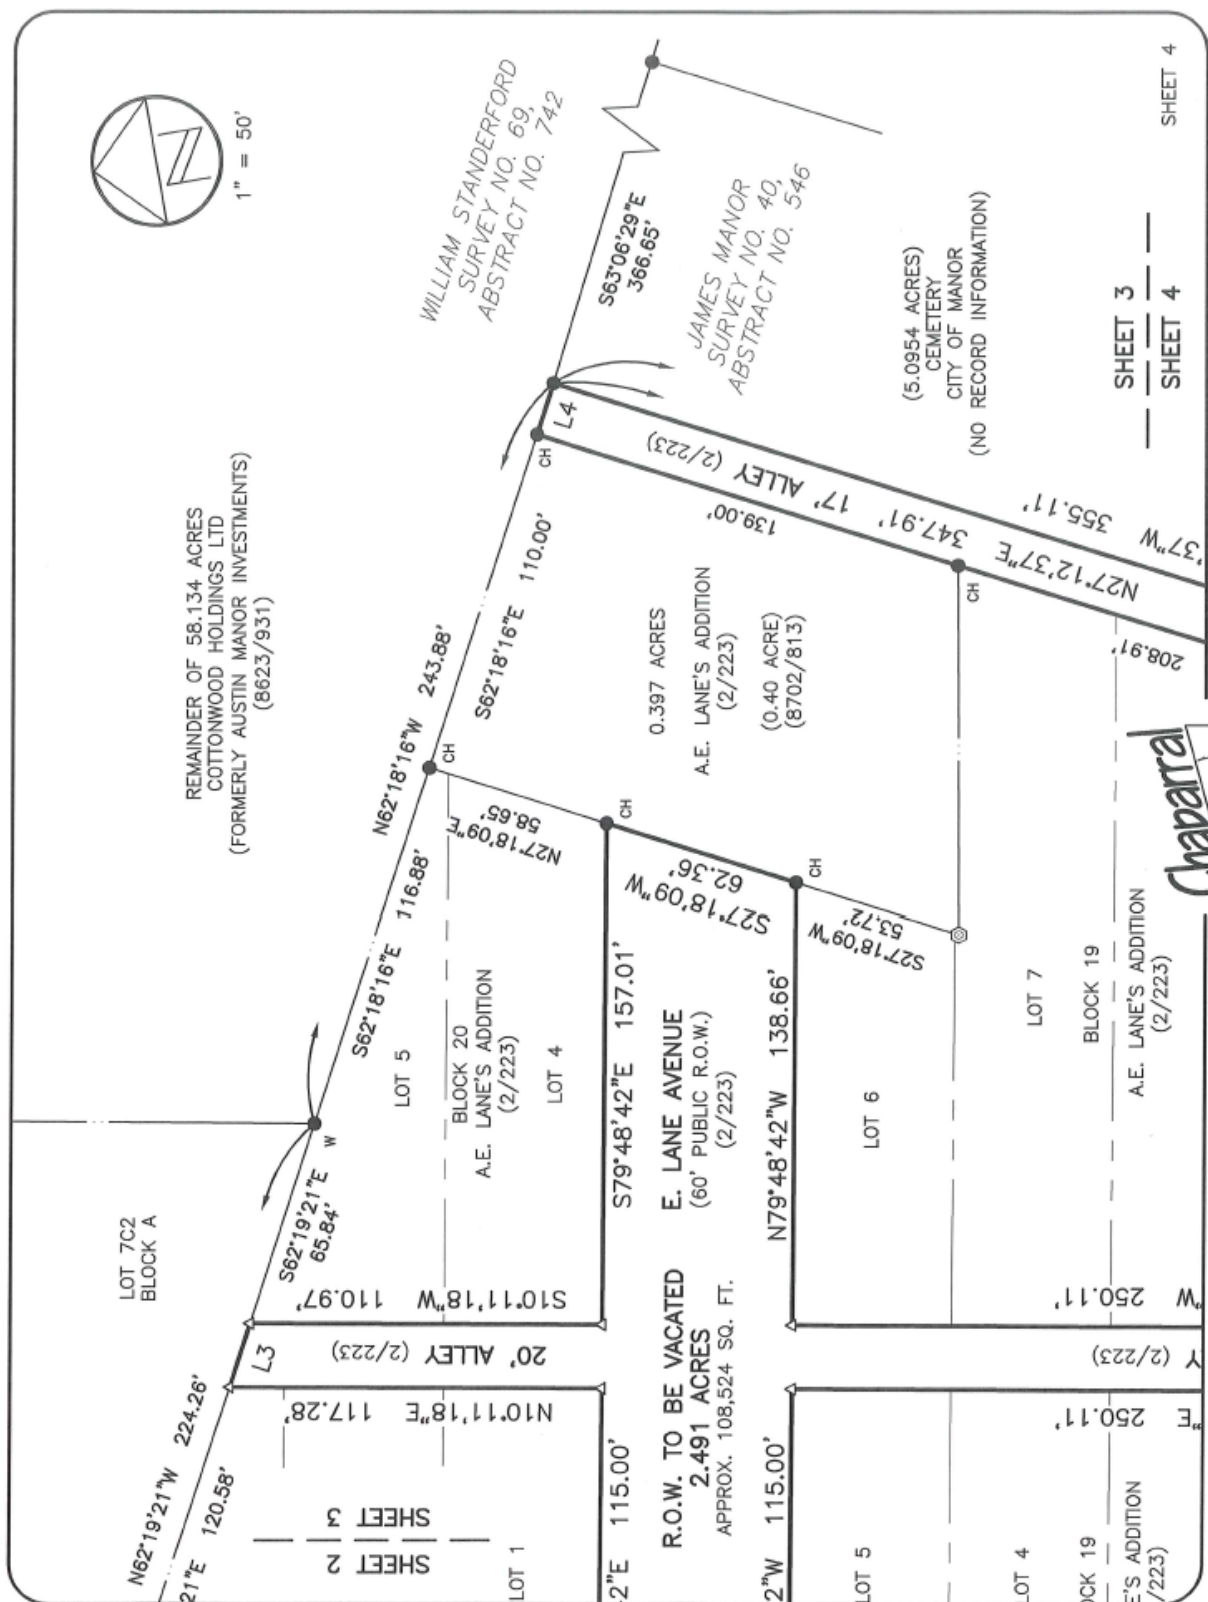 1" = 50'
WILLIAM STANDERFORD
SURVEY NO. 69,
ABSTRACT NO. 742
S63°06'29"E
366.65'
JAMES MANOR
SURVEY NO. 40,
ABSTRACT NO. 546
(5.0954 ACRES)
CEMETERY
CITY OF MANOR
(NO RECORD INFORMATION)
SHEET 4
SHEET 3
SHEET 4
REMAINDER OF 58.134 ACRES
COTTONWOOD HOLDINGS LTD
(FORMERLY AUSTIN MANOR INVESTMENTS)
(8623/931)
L4
CH
17' ALLEY (2/223)
139.00'
N27°12'37"E 347.91'
'37"W 355.11'
CH
208.91'
N62°18'16"W 243.88'
S62°18'16"E 110.00'
CH
0.397 ACRES
A.E. LANE'S ADDITION
(2/223)
(0.40 ACRE)
(8702/813)
N27°18'09"E
58.65'
CH
S27°18'09"W
62.36'
CH
S27°18'09"W
53.72'
Chaparral
S62°18'16"E 116.88'
LOT 5
BLOCK 20
A.E. LANE'S ADDITION
(2/223)
LOT 4
S79°48'42"E 157.01'
E. LANE AVENUE
(60' PUBLIC R.O.W.)
(2/223)
N79°48'42"W 138.66'
LOT 6
LOT 7
BLOCK 19
A.E. LANE'S ADDITION
(2/223)
W
LOT 7C2
BLOCK A
S62°19'21"E
65.84'
S10°11'18"W 110.97'
L3
20' ALLEY (2/223)
N10°11'18"E 117.28'
R.O.W. TO BE VACATED
2.491 ACRES
APPROX. 108,524 SQ. FT.
"W 250.11'
Y (2/223)
"E 250.11'
N62°19'21"W 224.26'
21"E 120.58'
SHEET 3
SHEET 2
LOT 1
2"E 115.00'
2"W 115.00'
LOT 5
LOT 4
OCK 19
E'S ADDITION
/223)